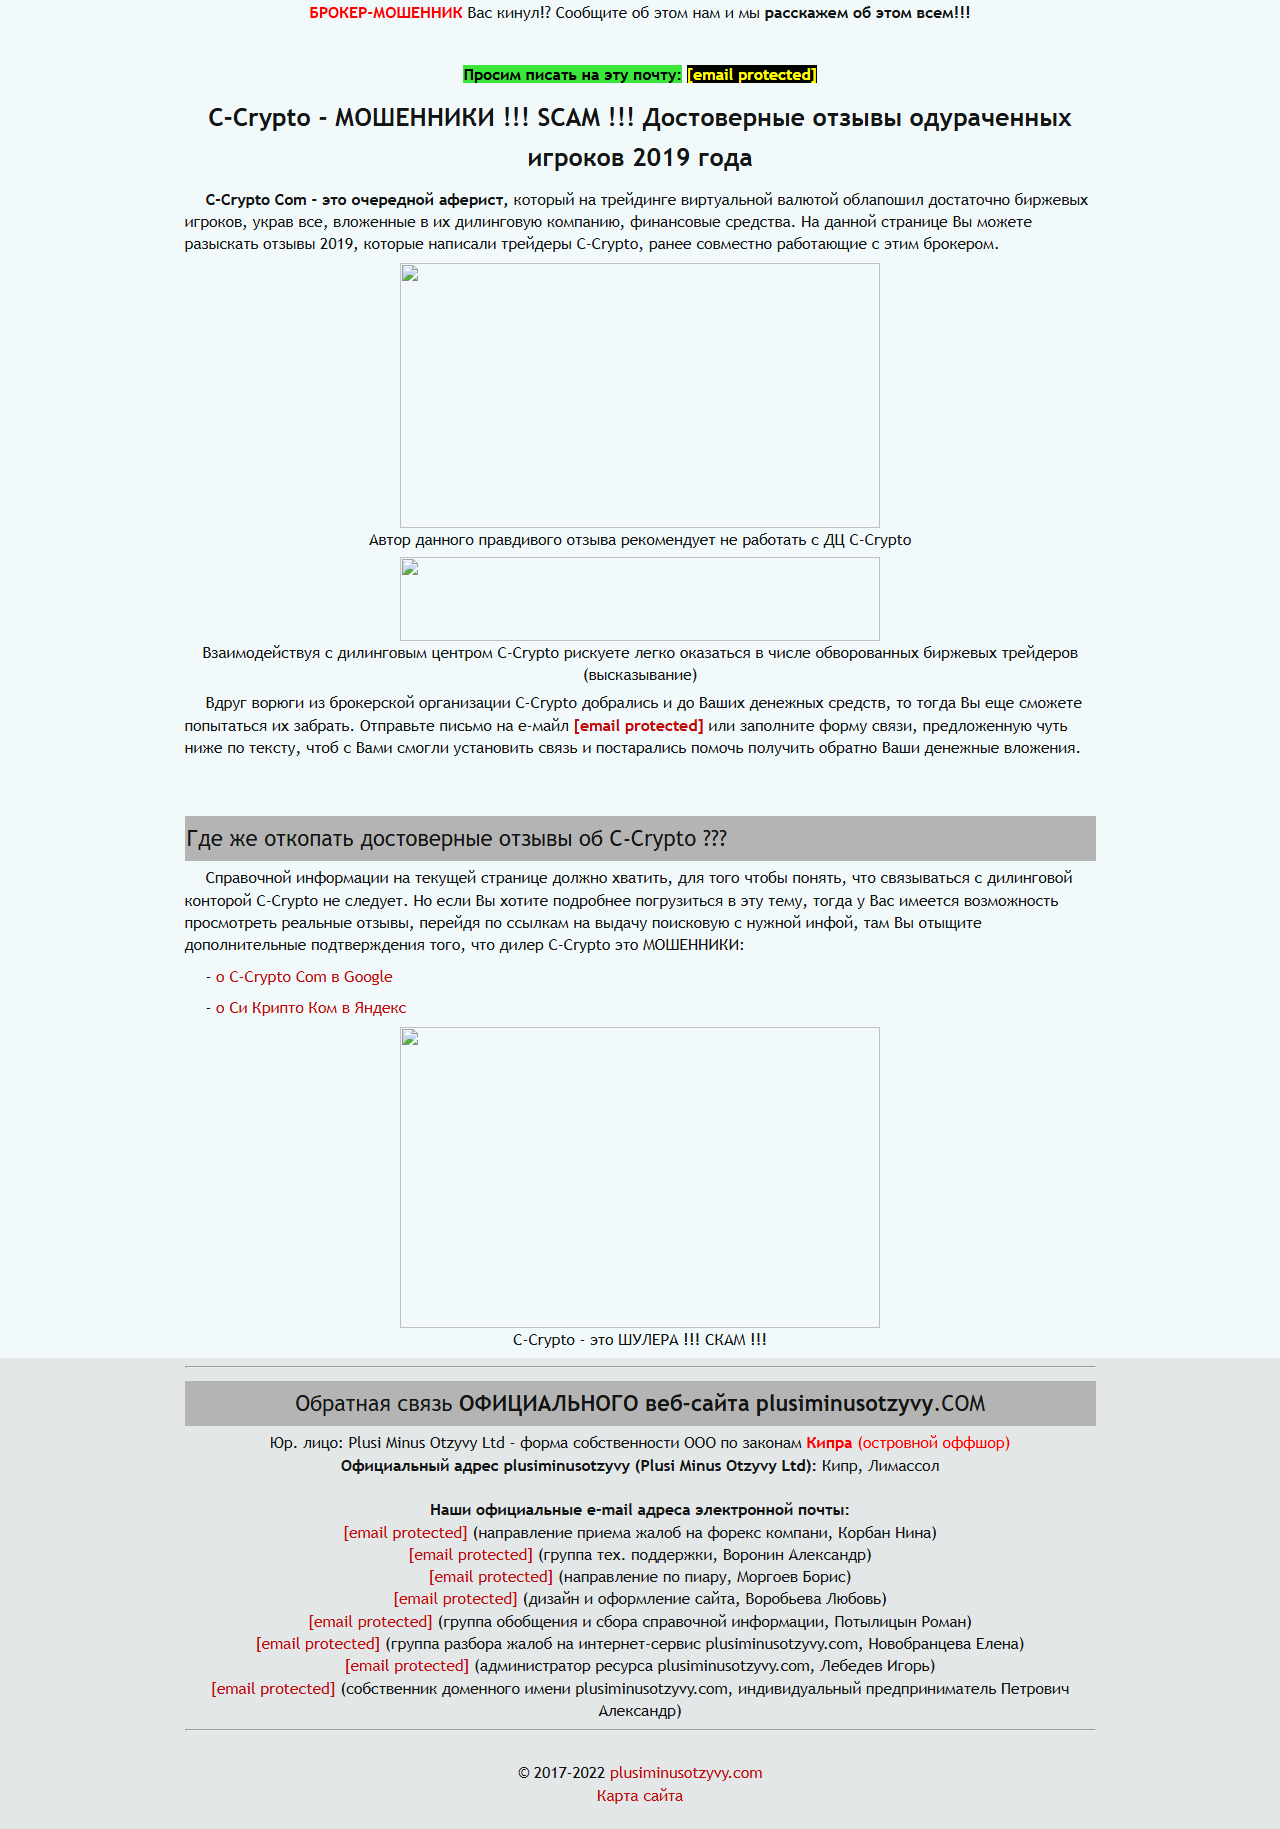 БРОКЕР-МОШЕННИК Вас кинул!? Сообщите об этом нам и мы расскажем об этом всем!!!
Просим писать на эту почту: [email protected]
C-Crypto - МОШЕННИКИ !!! SCAM !!! Достоверные отзывы одураченных
игроков 2019 года
C-Crypto Com - это очередной аферист, который на трейдинге виртуальной валютой облапошил достаточно биржевых
игроков, украв все, вложенные в их дилинговую компанию, финансовые средства. На данной странице Вы можете
разыскать отзывы 2019, которые написали трейдеры C-Crypto, ранее совместно работающие с этим брокером.
Автор данного правдивого отзыва рекомендует не работать с ДЦ C-Crypto
Взаимодействуя с дилинговым центром C-Crypto рискуете легко оказаться в числе обворованных биржевых трейдеров
(высказывание)
Вдруг ворюги из брокерской организации C-Crypto добрались и до Ваших денежных средств, то тогда Вы еще сможете
попытаться их забрать. Отправьте письмо на е-майл [email protected] или заполните форму связи, предложенную чуть
ниже по тексту, чтоб с Вами смогли установить связь и постарались помочь получить обратно Ваши денежные вложения.
Где же откопать достоверные отзывы об C-Crypto ???
Справочной информации на текущей странице должно хватить, для того чтобы понять, что связываться с дилинговой
конторой C-Crypto не следует. Но если Вы хотите подробнее погрузиться в эту тему, тогда у Вас имеется возможность
просмотреть реальные отзывы, перейдя по ссылкам на выдачу поисковую с нужной инфой, там Вы отыщите
дополнительные подтверждения того, что дилер C-Crypto это МОШЕННИКИ:
- о C-Crypto Com в Google
- о Си Крипто Ком в Яндекс
C-Crypto - это ШУЛЕРА !!! СКАМ !!!
Обратная связь ОФИЦИАЛЬНОГО веб-сайта plusiminusotzyvy.COM
Юр. лицо: Plusi Minus Otzyvy Ltd - форма собственности ООО по законам Кипра (островной оффшор)
Официальный адрес plusiminusotzyvy (Plusi Minus Otzyvy Ltd): Кипр, Лимассол
Наши официальные e-mail адреса электронной почты:
[email protected] (направление приема жалоб на форекс компани, Корбан Нина)
[email protected] (группа тех. поддержки, Воронин Александр)
[email protected] (направление по пиару, Моргоев Борис)
[email protected] (дизайн и оформление сайта, Воробьева Любовь)
[email protected] (группа обобщения и сбора справочной информации, Потылицын Роман)
[email protected] (группа разбора жалоб на интернет-сервис plusiminusotzyvy.com, Новобранцева Елена)
[email protected] (администратор ресурса plusiminusotzyvy.com, Лебедев Игорь)
[email protected] (собственник доменного имени plusiminusotzyvy.com, индивидуальный предприниматель Петрович
Александр)
© 2017-2022 plusiminusotzyvy.com
Карта сайта